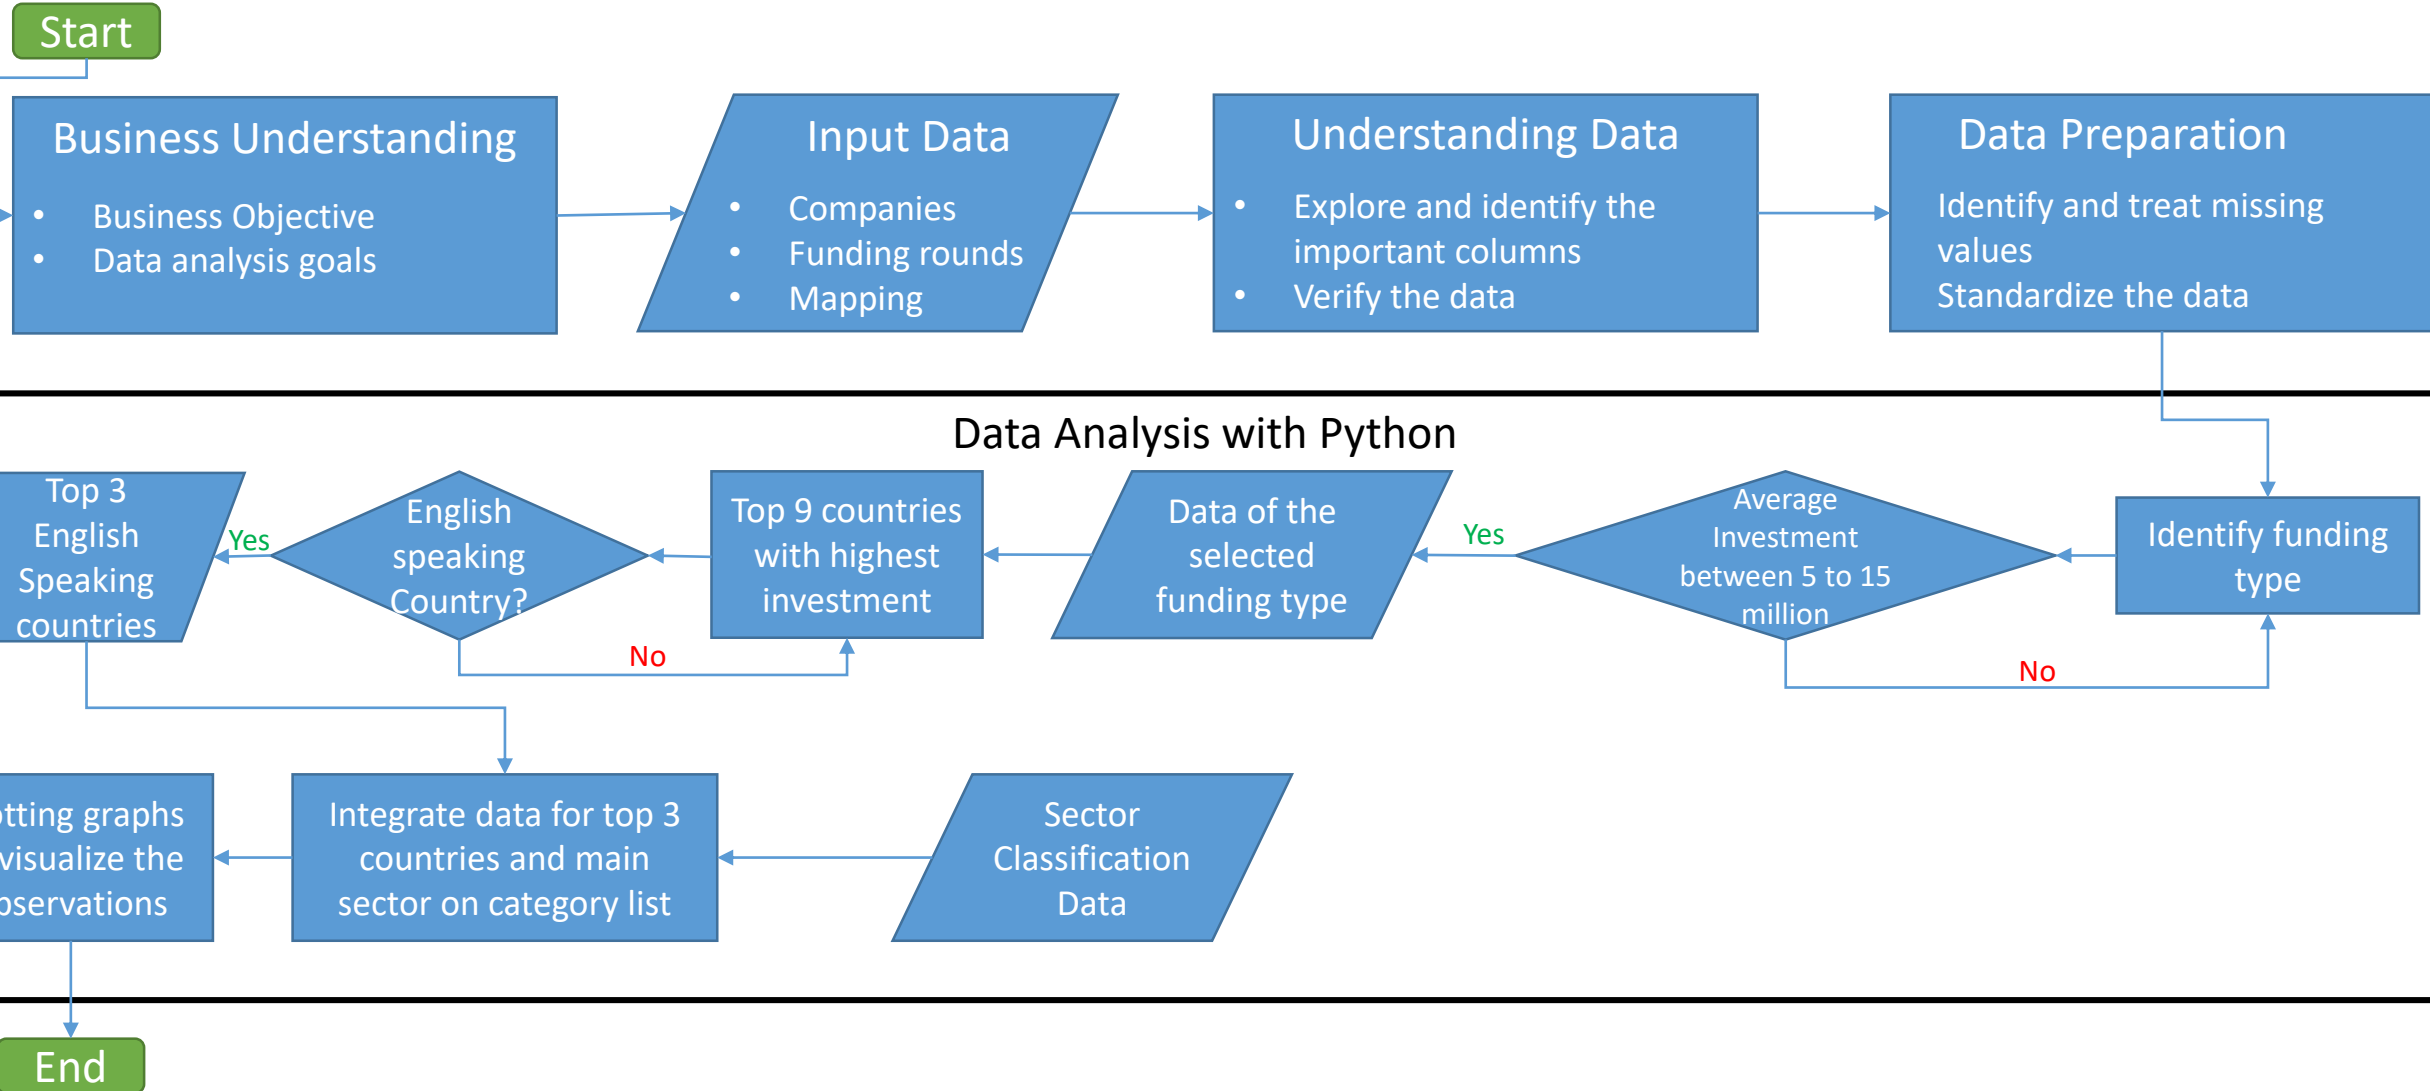 Start
Business Understanding
• Business Objective
• Data analysis goals
Input Data
• Companies
• Funding rounds
• Mapping
Understanding Data
• Explore and identify the
important columns
• Verify the data
Data Preparation
Identify and treat missing
values
Standardize the data
Data Analysis with Python
Identify funding
type
Average
Investment
between 5 to 15
million
No
Yes
Data of the
selected
funding type
Top 9 countries
with highest
investment
English
speaking
Country?
No
Yes
Top 3
English
Speaking
countries
Sector
Classification
Data
Integrate data for top 3
countries and main
sector on category list
graphs
visualize the
End